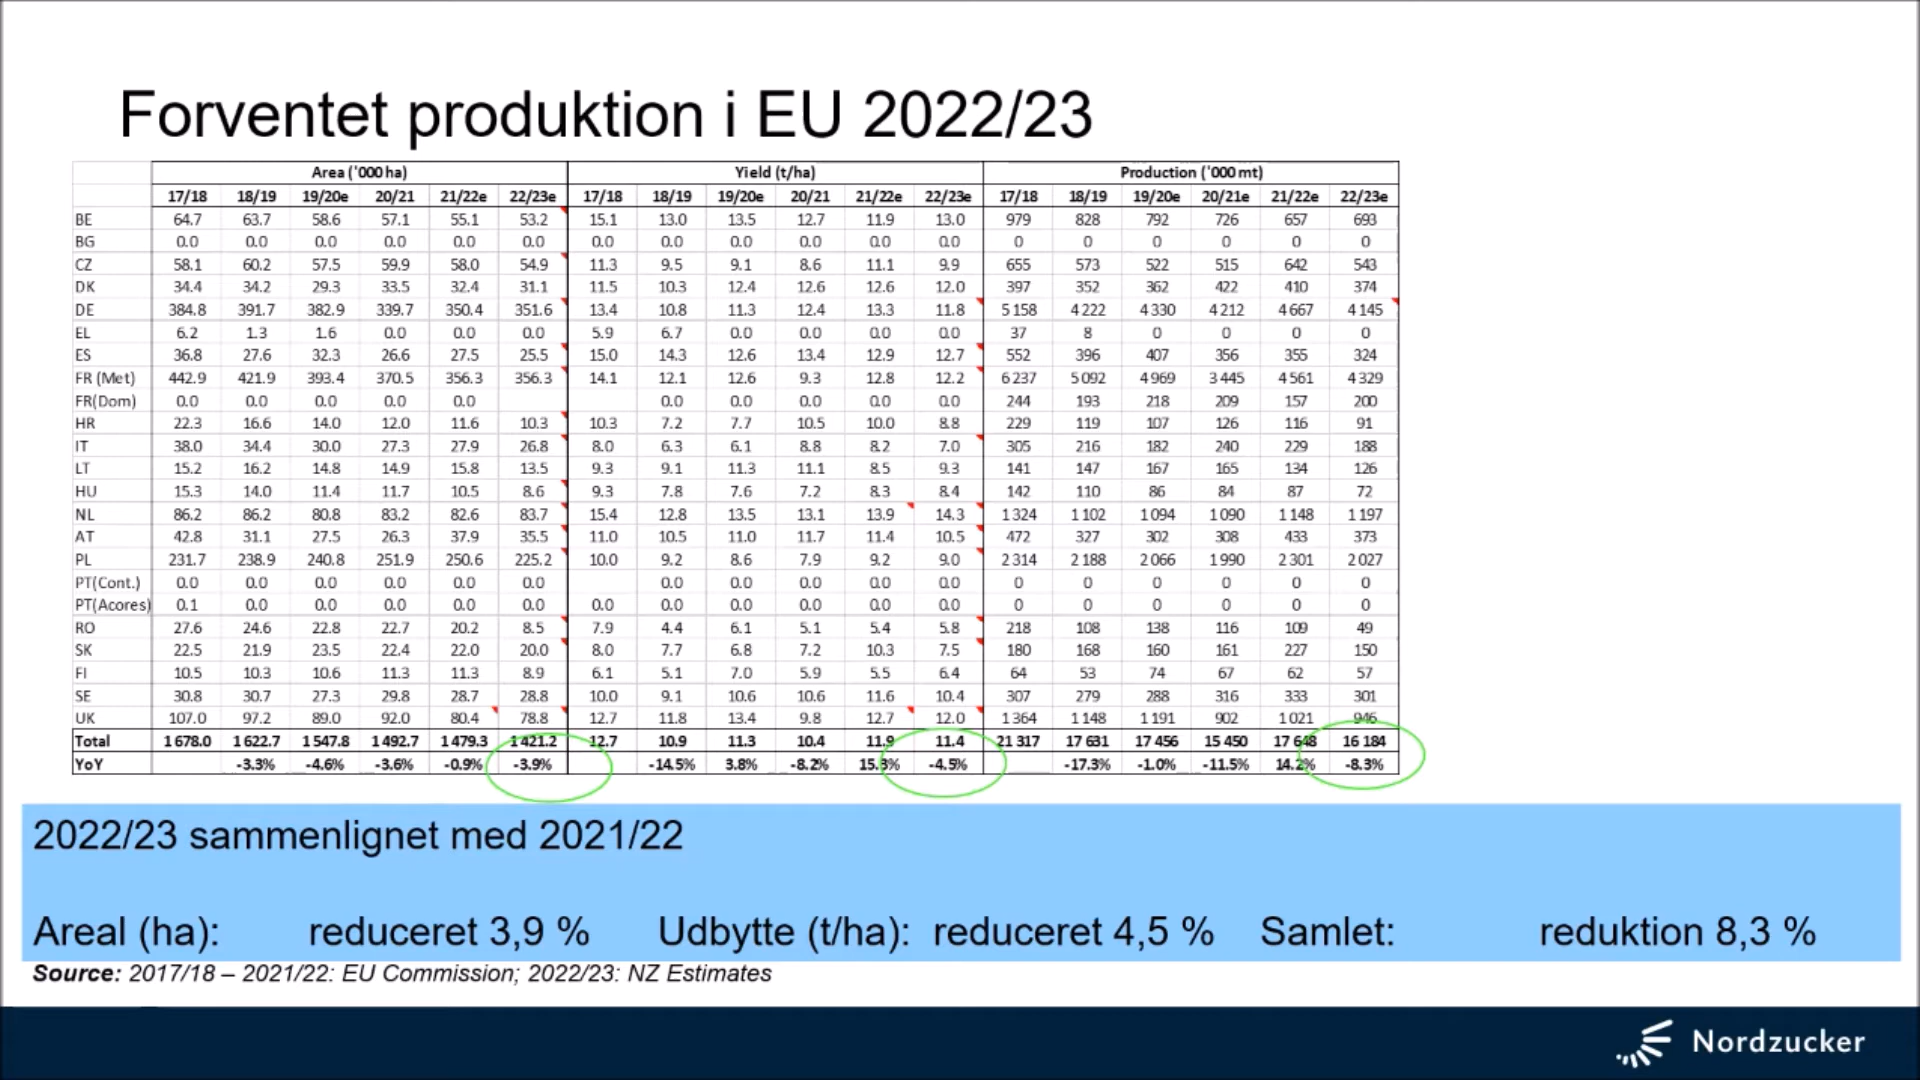 Forventet produktion i EU 2022/23
Area ('000 ha) Yield (t/ha) Production ('000 mt)
17/18 18/19 19/20e 20/21 21/22e 22/23e 17/18 18/19 19/20e 20/21 21/22e 22/23e 17/18 18/19 19/20e 20/21e 21/22e 22/23e
BE 64.7 63.7 58.6 57.1 55.1 53.2 15.1 13.0 13.5 12.7 11.9 13.0 979 828 792 726 657 693
BG 0.0 0.0 0.0 0.0 0.0 0.0 0.0 0.0 0.0 0.0 0.0 0.0 0 0 0 0 0 0
CZ 58.1 60.2 57.5 59.9 58.0 54.9 11.3 9.5 9.1 8.6 11.1 9.9 655 573 522 515 642 543
DK 34.4 34.2 29.3 33.5 32.4 31.1 11.5 10.3 12.4 12.6 12.6 12.0 397 352 362 422 410 374
DE 384.8 391.7 382.9 339.7 350.4 351.6 13.4 10.8 11.3 12.4 13.3 11.8 5 158 4 222 4 330 4 212 4 667 4 145
EL 6.2 1.3 1.6 0.0 0.0 0.0 5.9 6.7 0.0 0.0 0.0 0.0 37 8 0 0 0 0
ES 36.8 27.6 32.3 26.6 27.5 25.5 15.0 14.3 12.6 13.4 12.9 12.7 552 396 407 356 355 324
FR (Met) 442.9 421.9 393.4 370.5 356.3 356.3 14.1 12.1 12.6 9.3 12.8 12.2 6 237 5 092 4 969 3 445 4 561 4 329
FR(Dom) 0.0 0.0 0.0 0.0 0.0 0.0 0.0 0.0 0.0 0.0 244 193 218 209 157 200
HR 22.3 16.6 14.0 12.0 11.6 10.3 10.3 7.2 7.7 10.5 10.0 8.8 229 119 107 126 116 91
IT 38.0 34.4 30.0 27.3 27.9 26.8 8.0 6.3 6.1 8.8 8.2 7.0 305 216 182 240 229 188
LT 15.2 16.2 14.8 14.9 15.8 13.5 9.3 9.1 11.3 11.1 8.5 9.3 141 147 167 165 134 126
HU 15.3 14.0 11.4 11.7 10.5 8.6 9.3 7.8 7.6 7.2 8.3 8.4 142 110 86 84 87 72
NL 86.2 86.2 80.8 83.2 82.6 83.7 15.4 12.8 13.5 13.1 13.9 14.3 1 324 1 102 1 094 1 090 1 148 1 197
AT 42.8 31.1 27.5 26.3 37.9 35.5 11.0 10.5 11.0 11.7 11.4 10.5 472 327 302 308 433 373
PL 231.7 238.9 240.8 251.9 250.6 225.2 10.0 9.2 8.6 7.9 9.2 9.0 2 314 2 188 2 066 1 990 2 301 2 027
PT(Cont.) 0.0 0.0 0.0 0.0 0.0 0.0 0.0 0.0 0.0 0.0 0.0 0 0 0 0 0 0
PT(Acores) 0.1 0.0 0.0 0.0 0.0 0.0 0.0 0.0 0.0 0.0 0.0 0.0 0 0 0 0 0 0
RO 27.6 24.6 22.8 22.7 20.2 8.5 7.9 4.4 6.1 5.1 5.4 5.8 218 108 138 116 109 49
SK 22.5 21.9 23.5 22.4 22.0 20.0 8.0 7.7 6.8 7.2 10.3 7.5 180 168 160 161 227 150
FI 10.5 10.3 10.6 11.3 11.3 8.9 6.1 5.1 7.0 5.9 5.5 6.4 64 53 74 67 62 57
SE 30.8 30.7 27.3 29.8 28.7 28.8 10.0 9.1 10.6 10.6 11.6 10.4 307 279 288 316 333 301
UK 107.0 97.2 89.0 92.0 80.4 78.8 12.7 11.8 13.4 9.8 12.7 12.0 1 364 1 148 1 191 902 1 021 946
Total 1 678.0 1 622.7 1 547.8 1 492.7 1 479.3 1 421.2 12.7 10.9 11.3 10.4 11.9 11.4 21 317 17 631 17 456 15 450 17 648 16 184
YoY -3.3% -4.6% -3.6% -0.9% -3.9% -14.5% 3.8% -8.2% 15.3% -4.5% -17.3% -1.0% -11.5% 14.2% -8.3%
2022/23 sammenlignet med 2021/22
Areal (ha): reduceret 3,9 % Udbytte (t/ha): reduceret 4,5 % Samlet: reduktion 8,3 %
Source: 2017/18 – 2021/22: EU Commission; 2022/23: NZ Estimates
Nordzucker